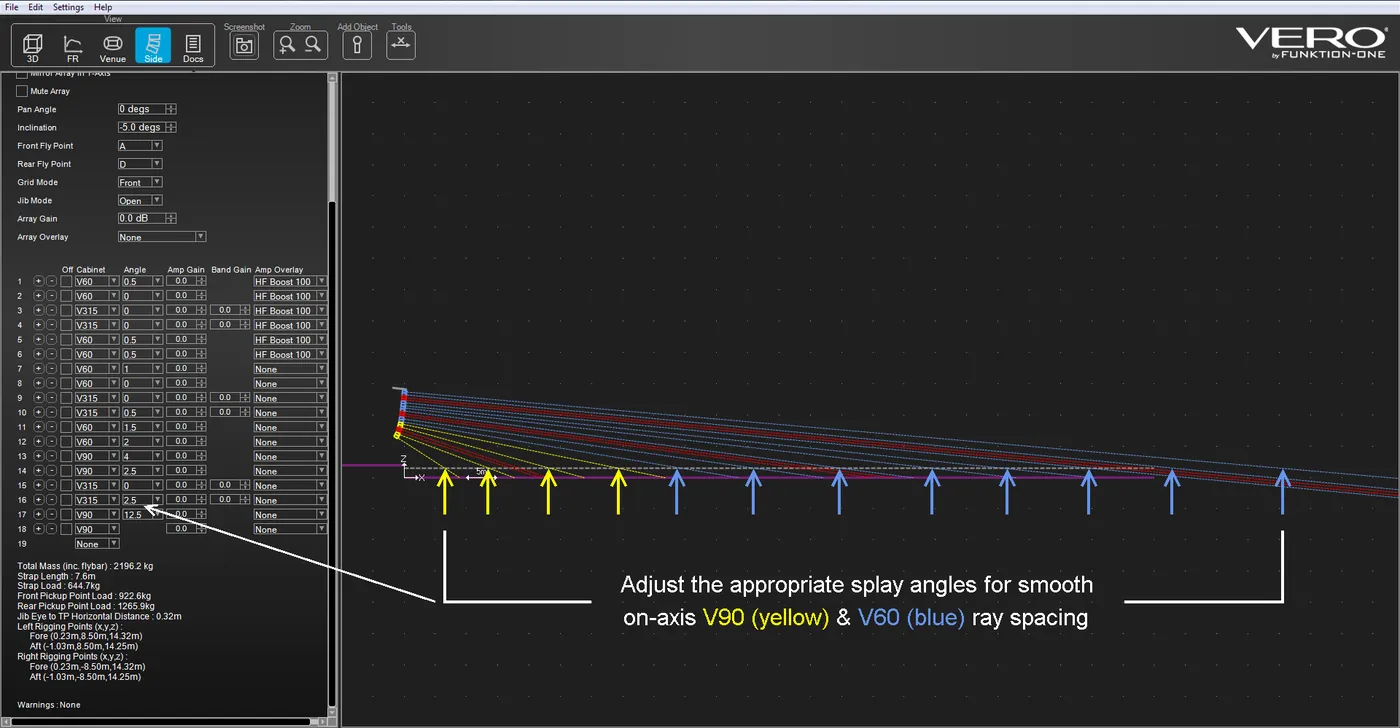 File Edit Settings Help
View
Screenshot Zoom Add Object Tools
3D FR Venue Side Docs
VERO
by FUNKTION-ONE
Mirror Array in Y-Axis
Mute Array
Pan Angle 0 degs
Inclination -5.0 degs
Front Fly Point A
Rear Fly Point D
Grid Mode Front
Jib Mode Open
Array Gain 0.0 dB
Array Overlay None
Off Cabinet Angle Amp Gain Band Gain Amp Overlay
1 + - V60 0.5 0.0 HF Boost 100
2 + - V60 0 0.0 HF Boost 100
3 + - V315 0 0.0 0.0 HF Boost 100
4 + - V315 0 0.0 0.0 HF Boost 100
5 + - V60 0.5 0.0 HF Boost 100
6 + - V60 0.5 0.0 HF Boost 100
7 + - V60 1 0.0 None
8 + - V60 0 0.0 None
9 + - V315 0 0.0 0.0 None
10 + - V315 0.5 0.0 0.0 None
11 + - V60 1.5 0.0 None
12 + - V60 2 0.0 None
13 + - V90 4 0.0 None
14 + - V90 2.5 0.0 None
15 + - V315 0 0.0 0.0 None
16 + - V315 2.5 0.0 0.0 None
17 + - V90 12.5 0.0 None
18 + - V90 0.0 None
19 None
Total Mass (inc. flybar) : 2196.2 kg
Strap Length : 7.6m
Strap Load : 644.7kg
Front Pickup Point Load : 922.6kg
Rear Pickup Point Load : 1265.9kg
Jib Eye to TP Horizontal Distance : 0.32m
Left Rigging Points (x,y,z) :
Fore (0.23m,8.50m,14.32m)
Aft (-1.03m,8.50m,14.25m)
Right Rigging Points (x,y,z) :
Fore (0.23m,-8.50m,14.32m)
Aft (-1.03m,-8.50m,14.25m)
Warnings : None
Z
X
5m
Adjust the appropriate splay angles for smooth
on-axis V90 (yellow) & V60 (blue) ray spacing